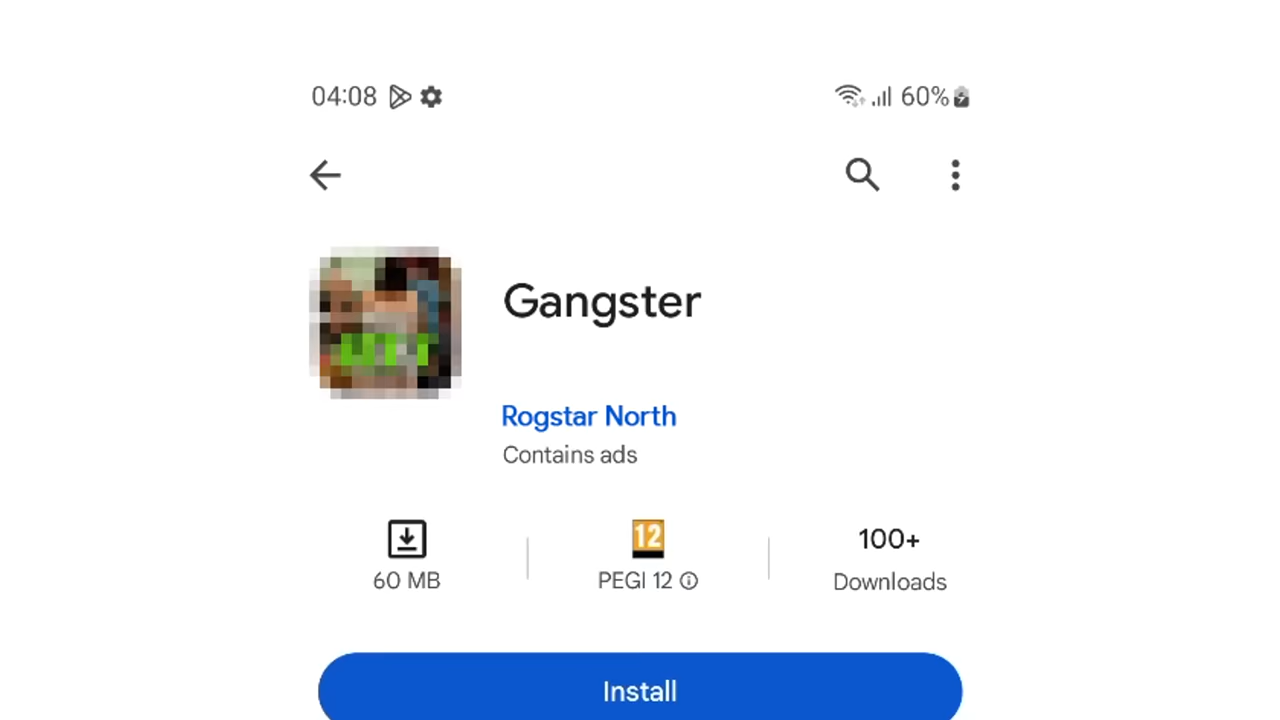 04:08 60%
Gangster
Rogstar North
Contains ads
12 100+
60 MB PEGI 12 Downloads
Install